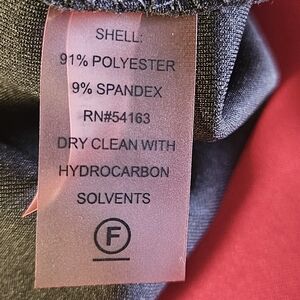 SHELL:
91% POLYESTER
9% SPANDEX
RN#54163
DRY CLEAN WITH
HYDROCARBON
SOLVENTS
F